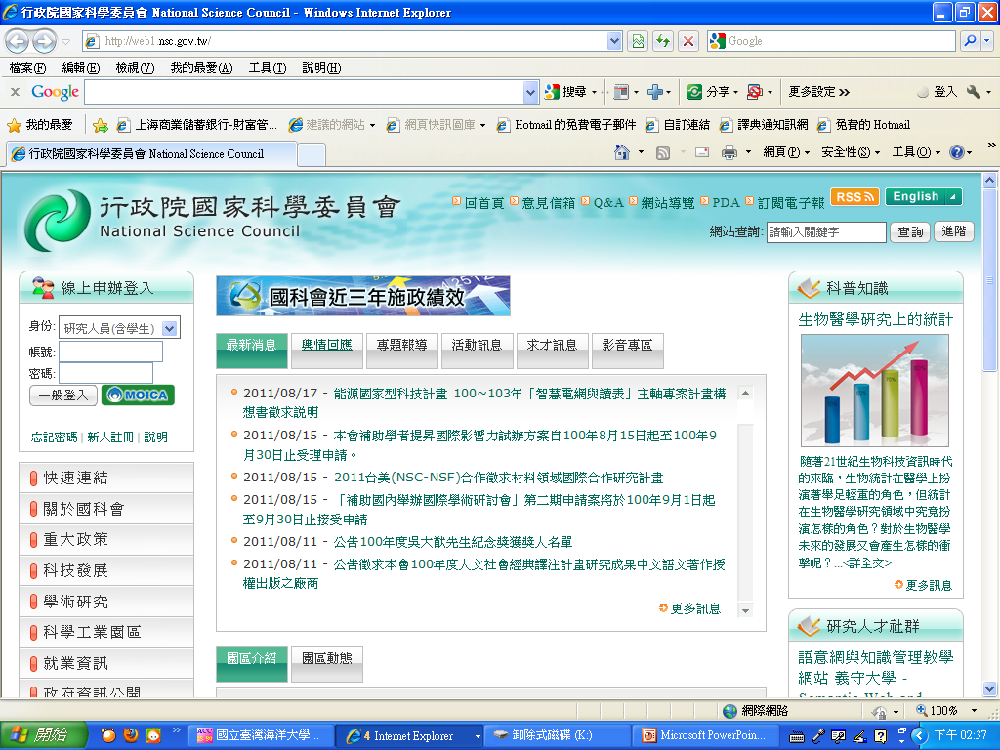 行政院國家科學委員會 National Science Council - Windows Internet Explorer
http://web1.nsc.gov.tw/
Google
檔案(F) 編輯(E) 檢視(V) 我的最愛(A) 工具(T) 說明(H)
x Google 搜尋 分享 更多設定 >> 登入
我的最愛 上海商業儲蓄銀行-財富管... 建議的網站 網頁快訊圖庫 Hotmail 的免費電子郵件 自訂連結 譯典通知訊網 免費的 Hotmail
行政院國家科學委員會 National Science Council
網頁(P) 安全性(S) 工具(O) >>
行政院國家科學委員會
National Science Council
回首頁 意見信箱 Q&A 網站導覽 PDA 訂閱電子報 RSS English
網站查詢: 請輸入關鍵字 查詢 進階
線上申辦登入
身份: 研究人員(含學生)
帳號:
密碼:
一般登入 MOICA
忘記密碼 | 新人註冊 | 說明
快速連結
關於國科會
重大政策
科技發展
學術研究
科學工業園區
就業資訊
政府資訊公開
國科會近三年施政績效
最新消息 輿情回應 專題報導 活動訊息 求才訊息 影音專區
2011/08/17 - 能源國家型科技計畫 100~103年「智慧電網與讀表」主軸專案計畫構
想書徵求說明
2011/08/15 - 本會補助學者提昇國際影響力試辦方案自100年8月15日起至100年9
月30日止受理申請。
2011/08/15 - 2011台美(NSC-NSF)合作徵求材料領域國際合作研究計畫
2011/08/15 - 「補助國內舉辦國際學術研討會」第二期申請案將於100年9月1日起
至9月30日止接受申請
2011/08/11 - 公告100年度吳大猷先生紀念獎獲獎人名單
2011/08/11 - 公告徵求本會100年度人文社會經典譯注計畫研究成果中文語文著作授
權出版之廠商
更多訊息
園區介紹 園區動態
科普知識
生物醫學研究上的統計
隨著21世紀生物科技資訊時代
的來臨，生物統計在醫學上扮
演著舉足輕重的角色，但統計
在生物醫學研究領域中究竟扮
演怎樣的角色？對於生物醫學
未來的發展又會產生怎樣的衝
擊呢？...<詳全文>
更多訊息
研究人才社群
語意網與知識管理教學
網站 義守大學 -
Semantic Web and
網際網路 100%
開始 國立臺灣海洋大學... 4 Internet Explorer 卸除式磁碟 (K:) Microsoft PowerPoin... 下午 02:37